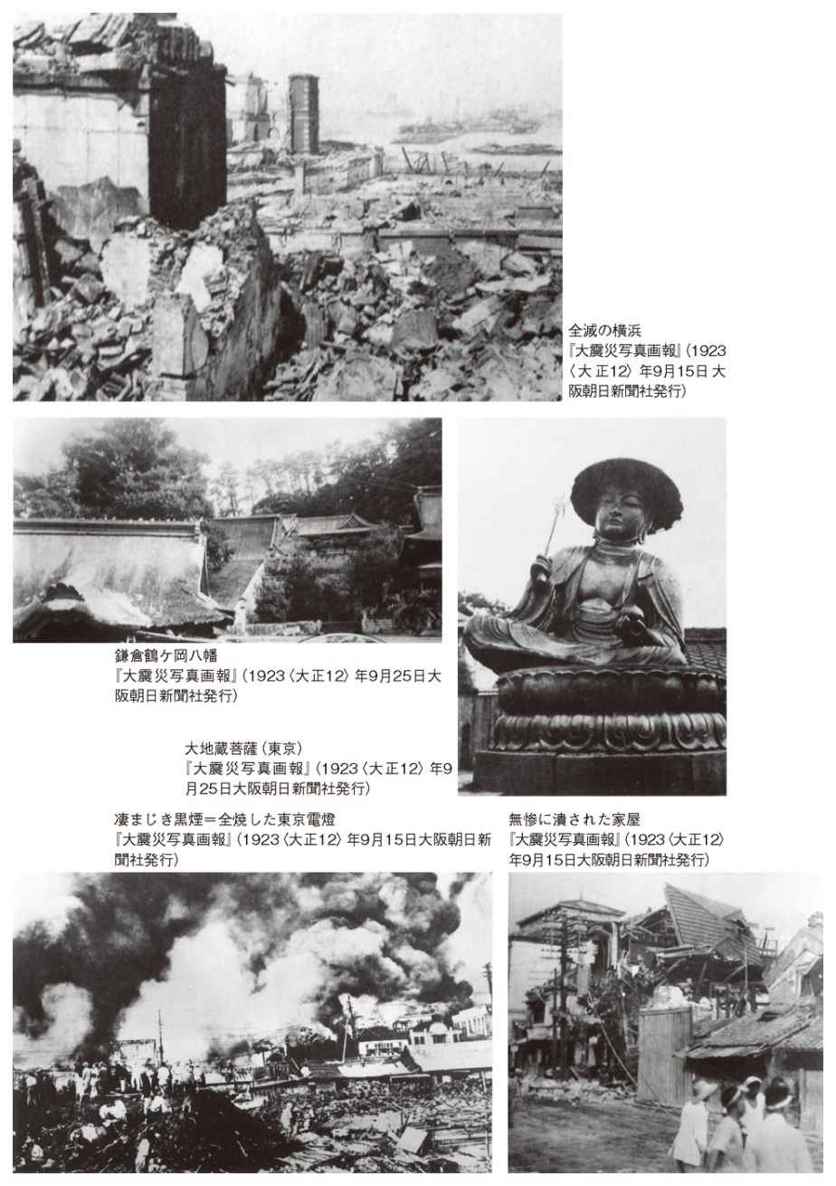 全滅の横浜
『大震災写真画報』（1923
〈大正12〉年9月15日大
阪朝日新聞社発行）
鎌倉鶴ケ岡八幡
『大震災写真画報』（1923〈大正12〉年9月25日大
阪朝日新聞社発行）
大地蔵菩薩（東京）
『大震災写真画報』（1923〈大正12〉年9
月25日大阪朝日新聞社発行）
凄まじき黒煙＝全焼した東京電燈
『大震災写真画報』（1923〈大正12〉年9月15日大阪朝日新
聞社発行）
無惨に潰された家屋
『大震災写真画報』（1923〈大正12〉
年9月15日大阪朝日新聞社発行）